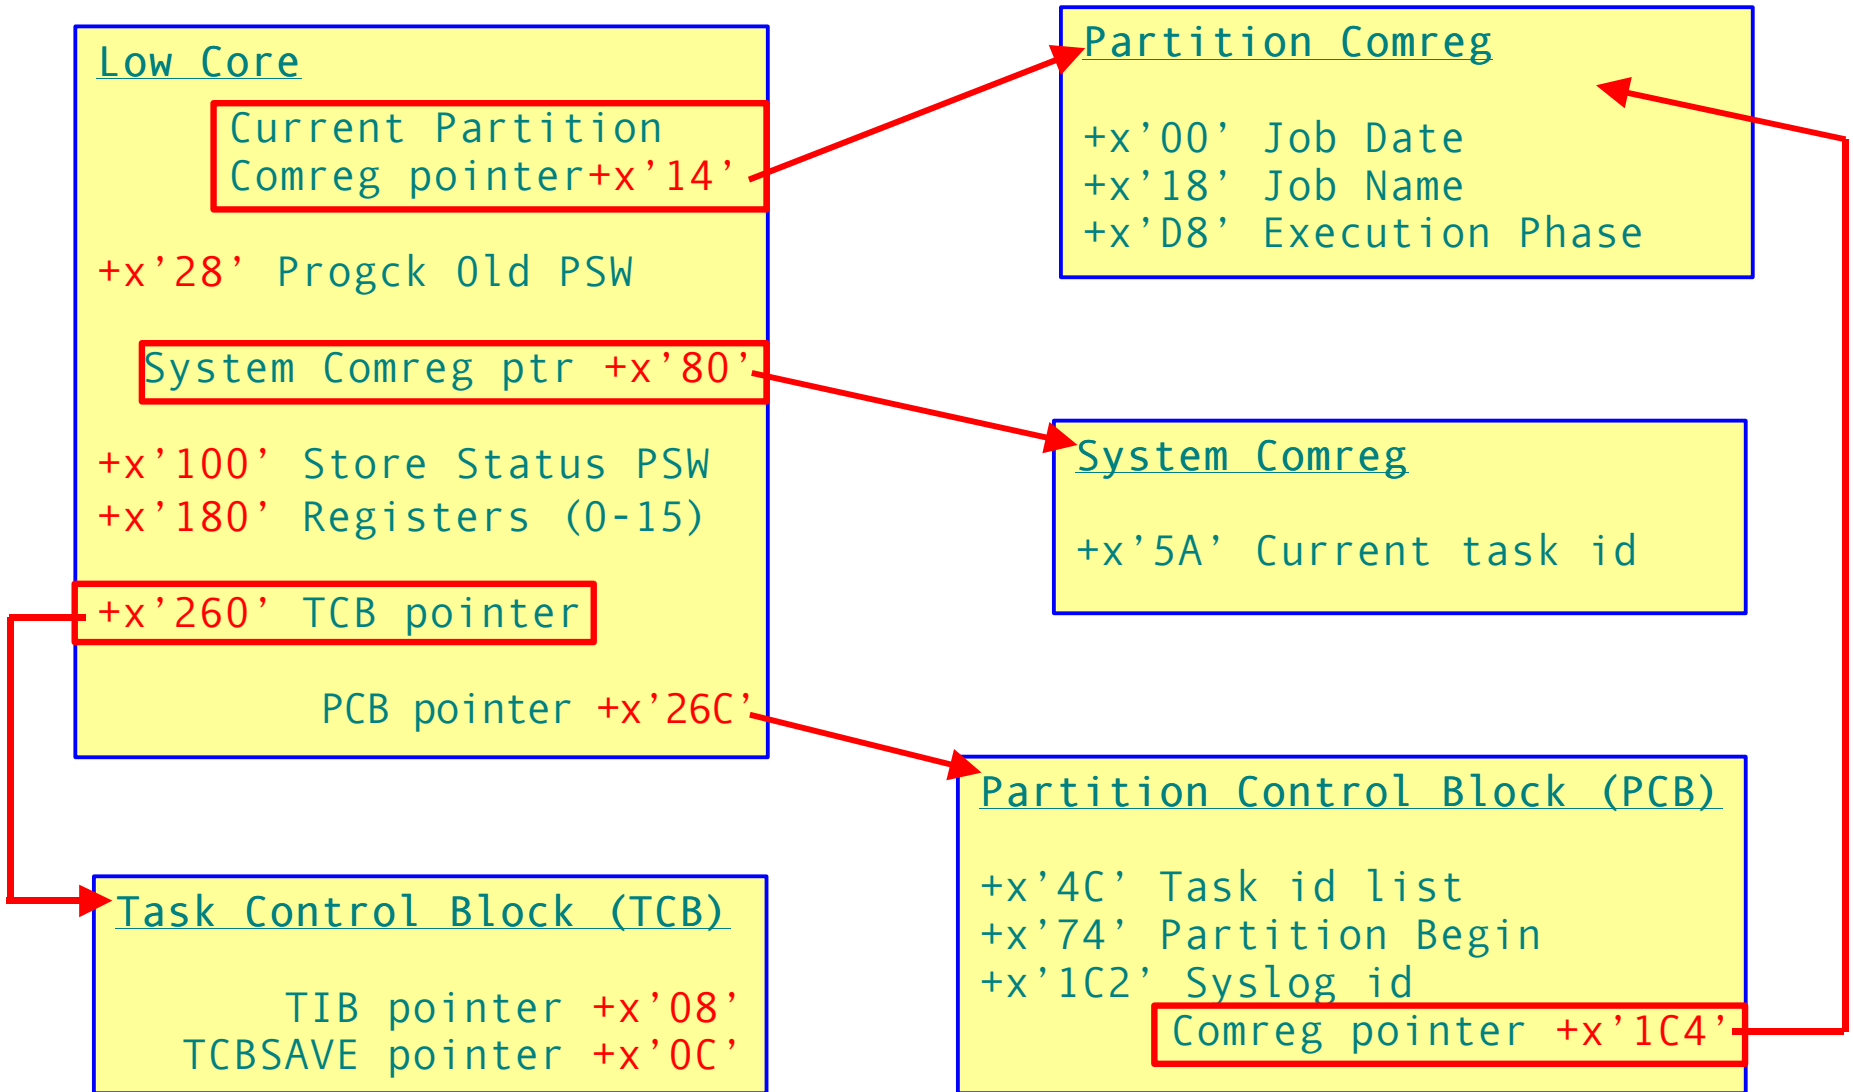 Low Core
Current Partition
Comreg pointer+x’14’
+x’28’ Progck Old PSW
System Comreg ptr +x’80’
+x’100’ Store Status PSW
+x’180’ Registers (0-15)
+x’260’ TCB pointer
PCB pointer +x’26C’
Partition Comreg
+x’00’ Job Date
+x’18’ Job Name
+x’D8’ Execution Phase
System Comreg
+x’5A’ Current task id
Task Control Block (TCB)
TIB pointer +x’08’
TCBSAVE pointer +x’0C’
Partition Control Block (PCB)
+x’4C’ Task id list
+x’74’ Partition Begin
+x’1C2’ Syslog id
Comreg pointer +x’1C4’